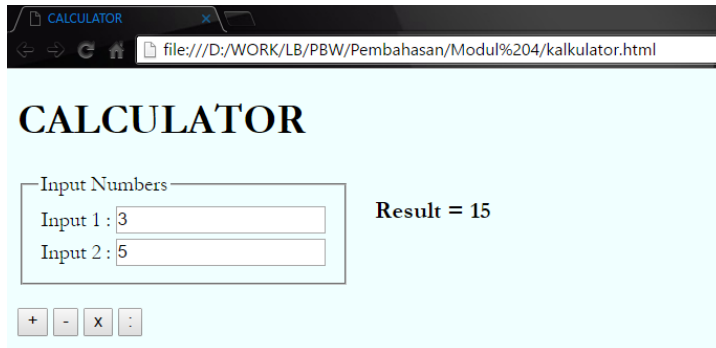 CALCULATOR
file:///D:/WORK/LB/PBW/Pembahasan/Modul%204/kalkulator.html
CALCULATOR
Input Numbers
Input 1 : 3
Input 2 : 5
Result = 15
+ - x :